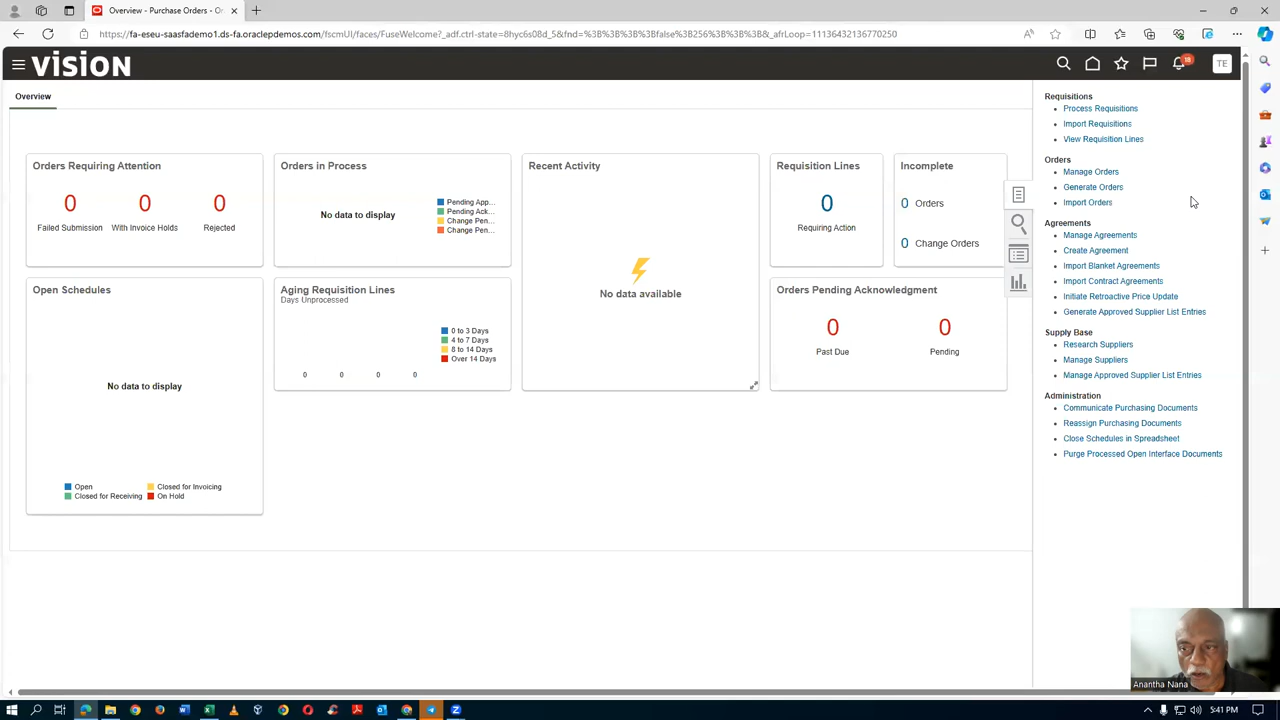 Overview - Purchase Orders - Or
https://fa-eseu-saasfademo1.ds-fa.oraclepdemos.com/fscmUI/faces/FuseWelcome?_adf.ctrl-state=8hyc6s08d_5&fnd=%3B%3B%3B%3Bfalse%3B256%3B%3B%3B&_afrLoop=11136432136770250
VISION
18
TE
Overview
Orders Requiring Attention
0 0 0
Failed Submission With Invoice Holds Rejected
Orders in Process
No data to display
Pending App...
Pending Ack...
Change Pen...
Change Pen...
Recent Activity
No data available
Requisition Lines
0
Requiring Action
Incomplete
0 Orders
0 Change Orders
Open Schedules
No data to display
Open
Closed for Invoicing
Closed for Receiving
On Hold
Aging Requisition Lines
Days Unprocessed
0 to 3 Days
4 to 7 Days
8 to 14 Days
Over 14 Days
0 0 0 0
Orders Pending Acknowledgment
0 0
Past Due Pending
Requisitions
Process Requisitions
Import Requisitions
View Requisition Lines
Orders
Manage Orders
Generate Orders
Import Orders
Agreements
Manage Agreements
Create Agreement
Import Blanket Agreements
Import Contract Agreements
Initiate Retroactive Price Update
Generate Approved Supplier List Entries
Supply Base
Research Suppliers
Manage Suppliers
Manage Approved Supplier List Entries
Administration
Communicate Purchasing Documents
Reassign Purchasing Documents
Close Schedules in Spreadsheet
Purge Processed Open Interface Documents
Anantha Nana
5:41 PM